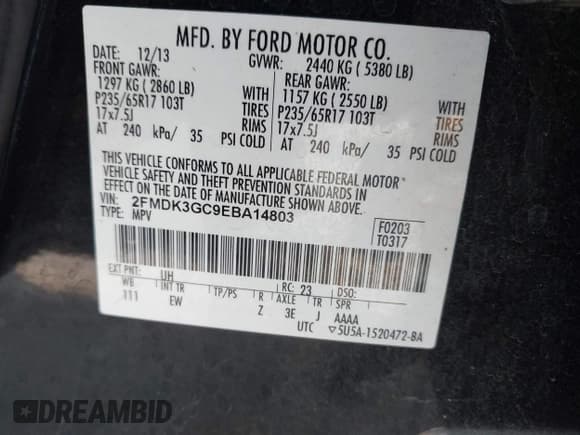 MFD. BY FORD MOTOR CO.
DATE: 12/13 GVWR: 2440 KG ( 5380 LB)
FRONT GAWR: REAR GAWR:
1297 KG ( 2860 LB) WITH 1157 KG ( 2550 LB) WITH
P235/65R17 103T TIRES P235/65R17 103T TIRES
17x7.5J RIMS 17x7.5J RIMS
AT 240 kPa/ 35 PSI COLD AT 240 kPa/ 35 PSI COLD
THIS VEHICLE CONFORMS TO ALL APPLICABLE FEDERAL MOTOR
VEHICLE SAFETY AND THEFT PREVENTION STANDARDS IN
EFFECT ON THE DATE OF MANUFACTURE SHOWN ABOVE.
VIN: 2FMDK3GC9EBA14803
TYPE: MPV
F0203
T0317
EXT PNT: UH RC: 23 DSO:
WB INT TR TP/PS R AXLE TR SPR
111 EW Z 3E J AAAA
UTC ▽5U5A-1520472-BA
DREAMBID